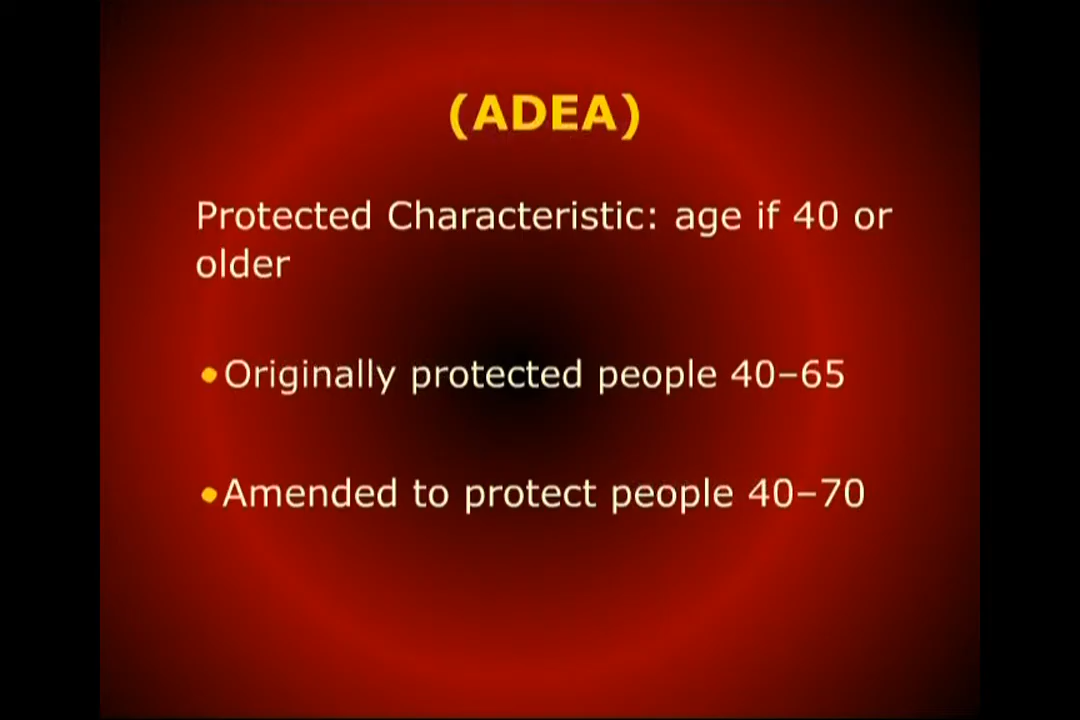 (ADEA)
Protected Characteristic: age if 40 or
older
•Originally protected people 40–65
•Amended to protect people 40–70